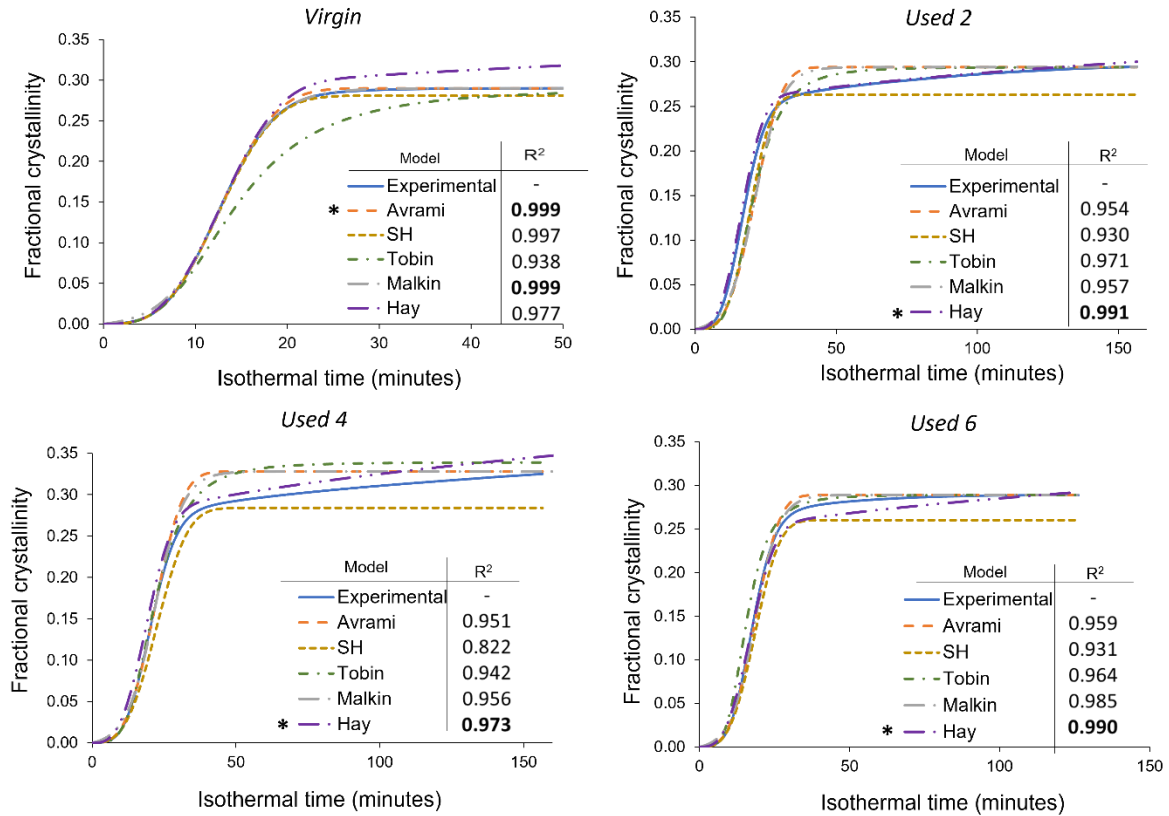 Virgin
Fractional crystallinity
0.35
0.30
0.25
0.20
0.15
0.10
0.05
0.00
0 10 20 30 40 50
Isothermal time (minutes)
Model R²
Experimental -
* Avrami 0.999
SH 0.997
Tobin 0.938
Malkin 0.999
Hay 0.977
Used 2
Fractional crystallinity
0.35
0.30
0.25
0.20
0.15
0.10
0.05
0.00
0 50 100 150
Isothermal time (minutes)
Model R²
Experimental -
Avrami 0.954
SH 0.930
Tobin 0.971
Malkin 0.957
* Hay 0.991
Used 4
Fractional crystallinity
0.35
0.30
0.25
0.20
0.15
0.10
0.05
0.00
0 50 100 150
Isothermal time (minutes)
Model R²
Experimental -
Avrami 0.951
SH 0.822
Tobin 0.942
Malkin 0.956
* Hay 0.973
Used 6
Fractional crystallinity
0.35
0.30
0.25
0.20
0.15
0.10
0.05
0.00
0 50 100 150
Isothermal time (minutes)
Model R²
Experimental -
Avrami 0.959
SH 0.931
Tobin 0.964
Malkin 0.985
* Hay 0.990